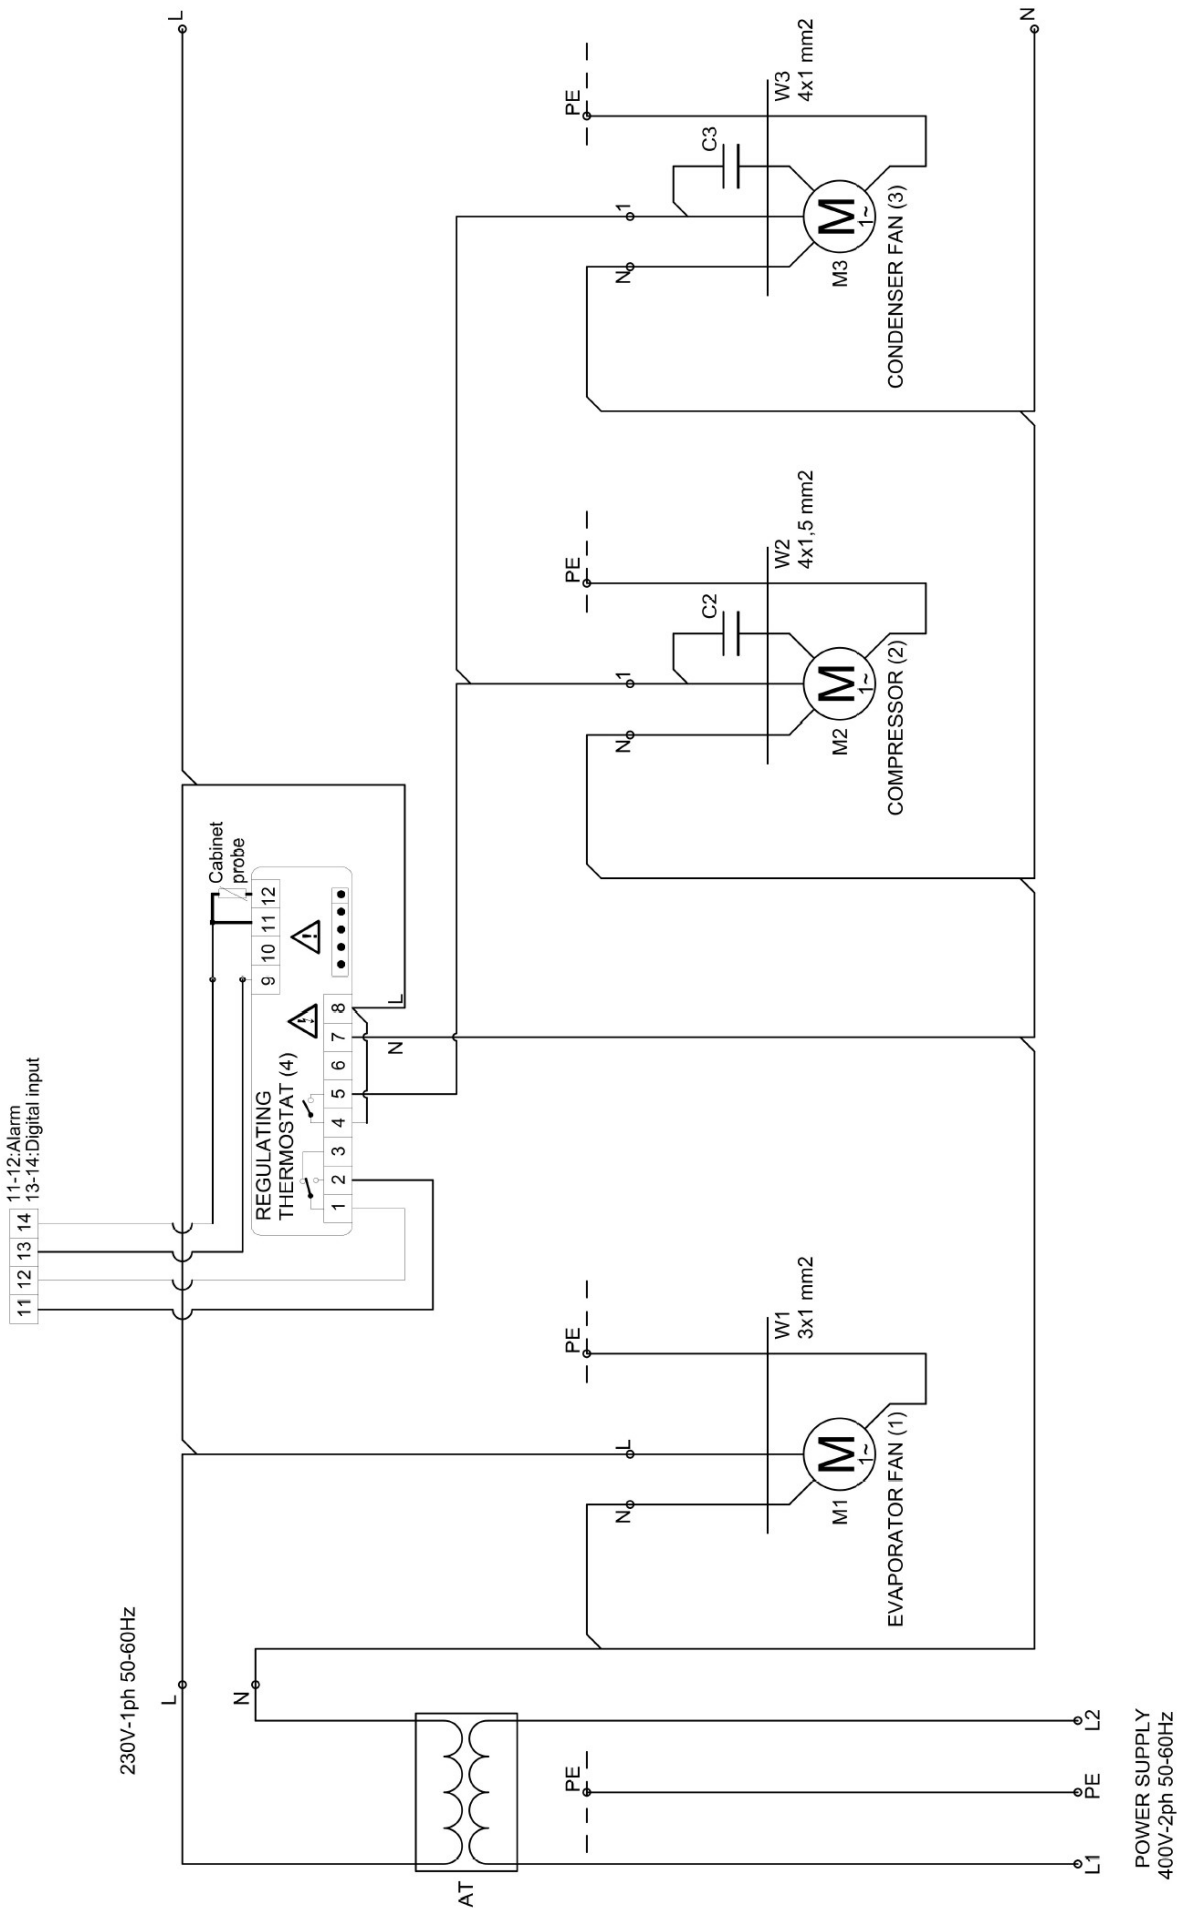 POWER SUPPLY
400V-2ph 50-60Hz
L1
PE
L2
PE
AT
230V-1ph 50-60Hz
L
N
11
12
13
14
11-12:Alarm
13-14:Digital input
REGULATING
THERMOSTAT (4)
1
2
3
4
5
6
7
8
9
10
11
12
Cabinet
probe
N
L
N
L
PE
W1
3x1 mm2
M
1~
M1
EVAPORATOR FAN (1)
N
1
C2
PE
W2
4x1,5 mm2
M
1~
M2
COMPRESSOR (2)
N
1
C3
PE
W3
4x1 mm2
M
1~
M3
CONDENSER FAN (3)
L
N